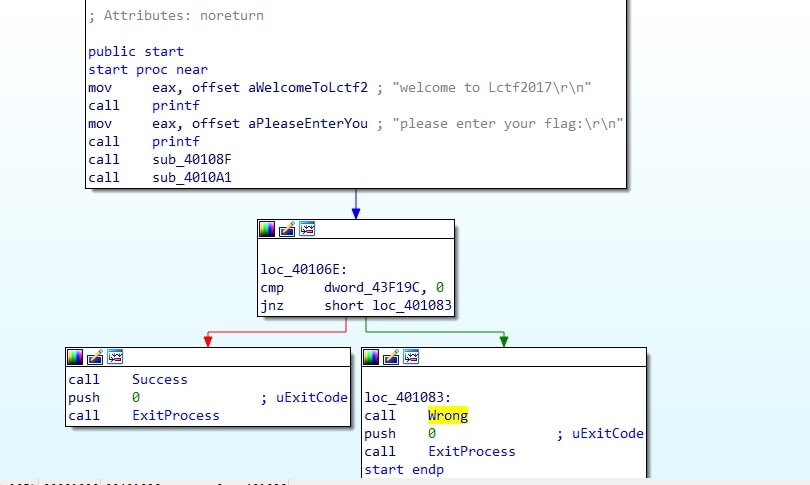 ; Attributes: noreturn
public start
start proc near
mov eax, offset aWelcomeToLctf2 ; "welcome to Lctf2017\r\n"
call printf
mov eax, offset aPleaseEnterYou ; "please enter your flag:\r\n"
call printf
call sub_40108F
call sub_4010A1
loc_40106E:
cmp dword_43F19C, 0
jnz short loc_401083
call Success
push 0 ; uExitCode
call ExitProcess
loc_401083:
call Wrong
push 0 ; uExitCode
call ExitProcess
start endp